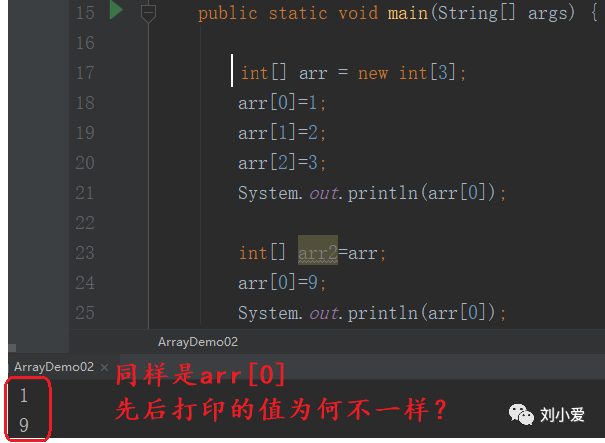 15 public static void main(String[] args) {
16
17 int[] arr = new int[3];
18 arr[0]=1;
19 arr[1]=2;
20 arr[2]=3;
21 System.out.println(arr[0]);
22
23 int[] arr2=arr;
24 arr[0]=9;
25 System.out.println(arr[0]);
ArrayDemo02
ArrayDemo02 ×
同样是arr[0]
先后打印的值为何不一样？
1
9
刘小爱